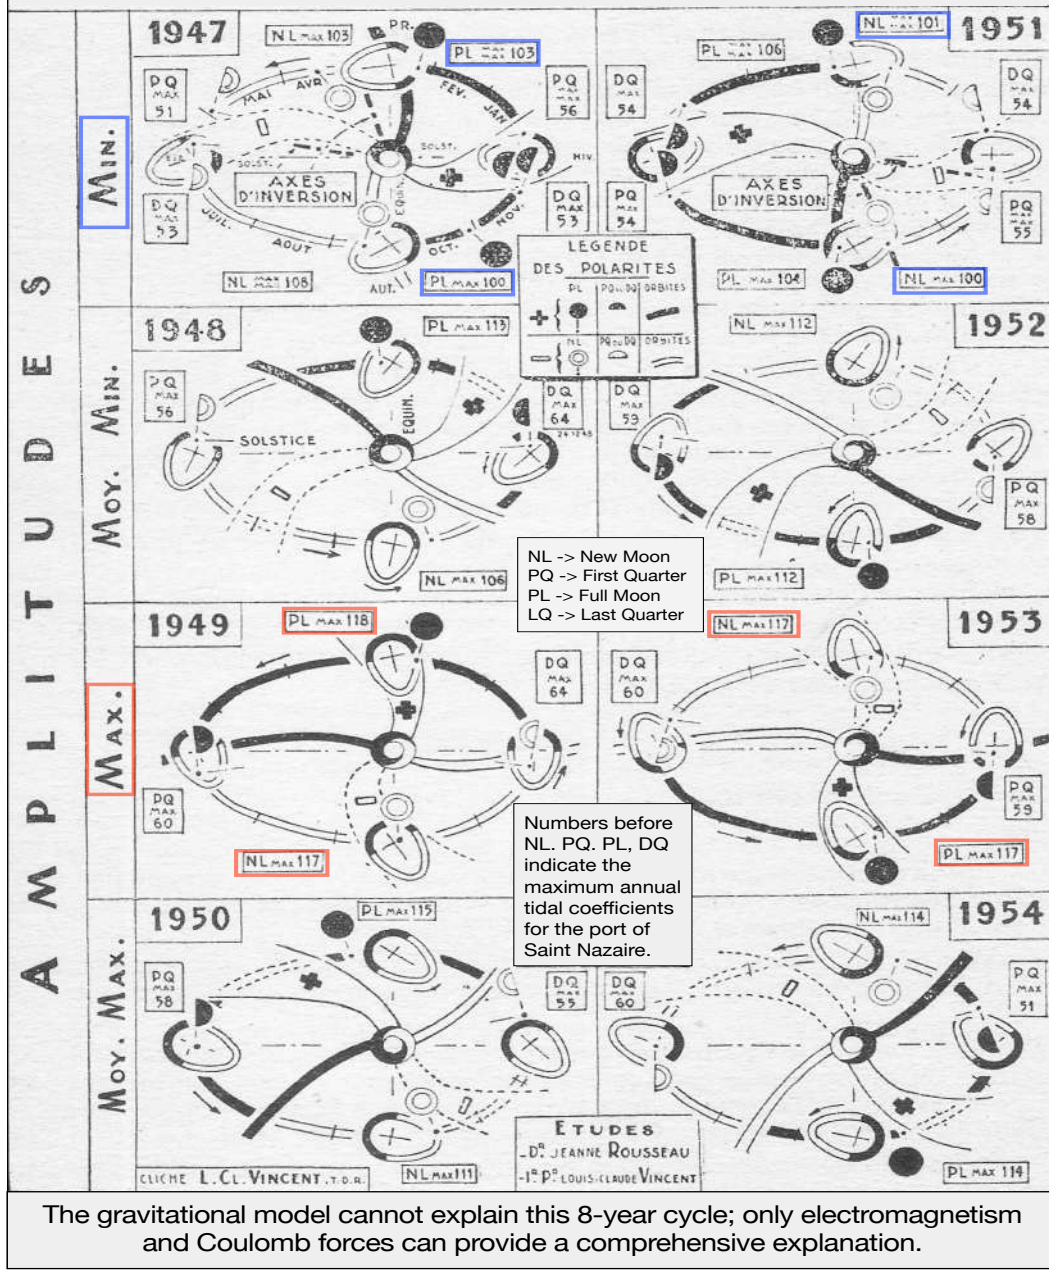 AMPLITUDES
MIN.
1947
NL MAX 103
PR.
PL MAX 103
PQ
MAX
51
MAI
AVR
FÉV.
JAN
PQ
MAX
56
SOLST.
SOLST.
HIV.
AXES
D'INVERSION
EQUIN.
DQ
MAX
53
JUIL.
AOUT
OCT.
NOV.
DQ
MAX
53
NL MAX 108
AUT.
PL MAX 100
1951
PL MAX 106
NL MAX 101
DQ
54
DQ
MAX
54
AXES
D'INVERSION
PQ
MAX
54
PQ
MAX
55
PL MAX 104
NL MAX 100
LEGENDE
DES POLARITES
PL
PQ OU DQ
ORBITES
NL
PQ OU DQ
ORBITES
MOY. MIN.
1948
PL MAX 113
PQ
MAX
56
DQ
MAX
64
EQUIN.
SOLSTICE
NL MAX 106
1952
NL MAX 112
DQ
MAX
59
PQ
MAX
58
PL MAX 112
NL -> New Moon
PQ -> First Quarter
PL -> Full Moon
LQ -> Last Quarter
MAX.
1949
PL MAX 118
DQ
MAX
64
PQ
MAX
60
NL MAX 117
1953
NL MAX 117
DQ
MAX
60
PQ
MAX
59
PL MAX 117
Numbers before
NL. PQ. PL, DQ
indicate the
maximum annual
tidal coefficients
for the port of
Saint Nazaire.
MOY. MAX.
1950
PL MAX 115
PQ
MAX
58
DQ
MAX
55
NL MAX 111
1954
NL MAX 114
DQ
MAX
60
PQ
MAX
51
PL MAX 114
CLICHE L.CL.VINCENT.T.D.R.
ETUDES
_DR JEANNE ROUSSEAU
-IR PR LOUIS-CLAUDE VINCENT
The gravitational model cannot explain this 8-year cycle; only electromagnetism
and Coulomb forces can provide a comprehensive explanation.